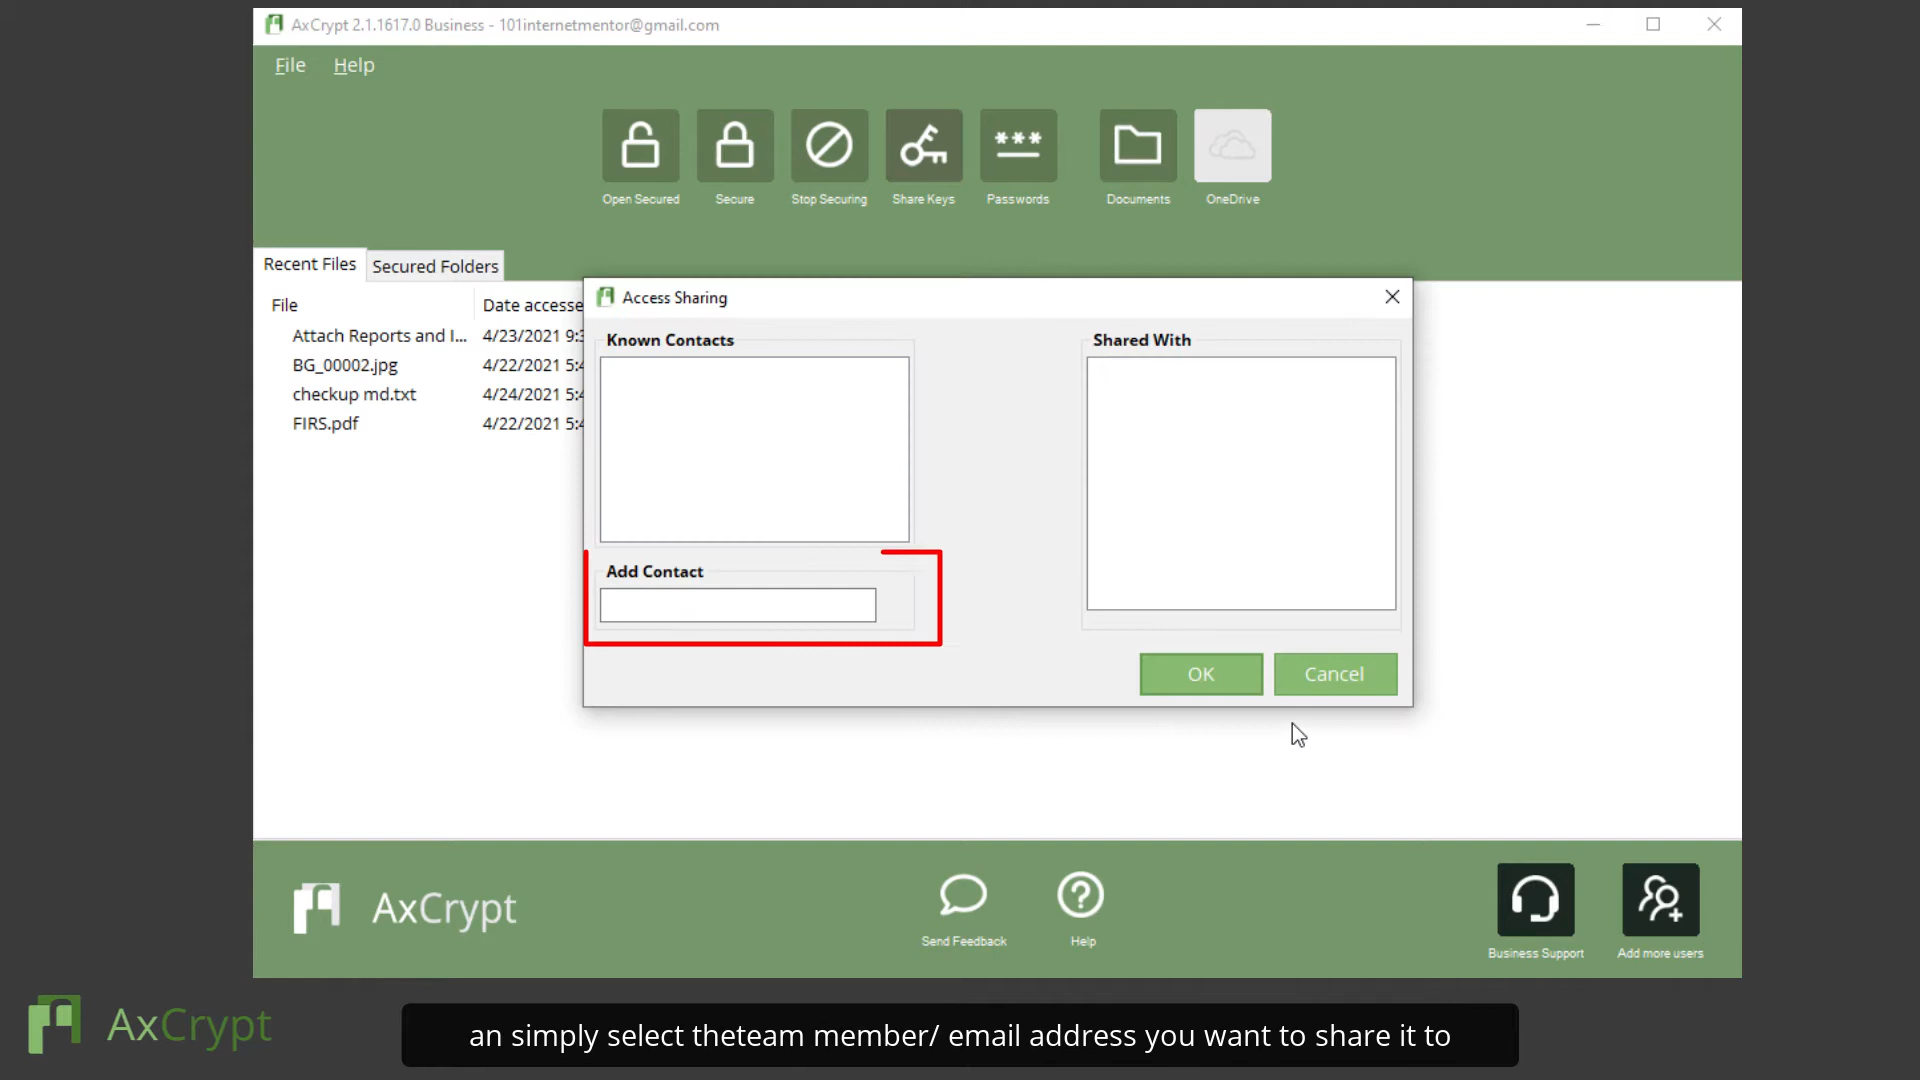 AxCrypt 2.1.1617.0 Business - 101internetmentor@gmail.com
File Help
Open Secured Secure Stop Securing Share Keys Passwords Documents OneDrive
Recent Files Secured Folders
File Date accesse
Attach Reports and I... 4/23/2021 9:3
BG_00002.jpg 4/22/2021 5:4
checkup md.txt 4/24/2021 5:4
FIRS.pdf 4/22/2021 5:4
Access Sharing
Known Contacts Shared With
Add Contact
OK Cancel
AxCrypt
Send Feedback Help Business Support Add more users
AxCrypt
an simply select theteam member/ email address you want to share it to